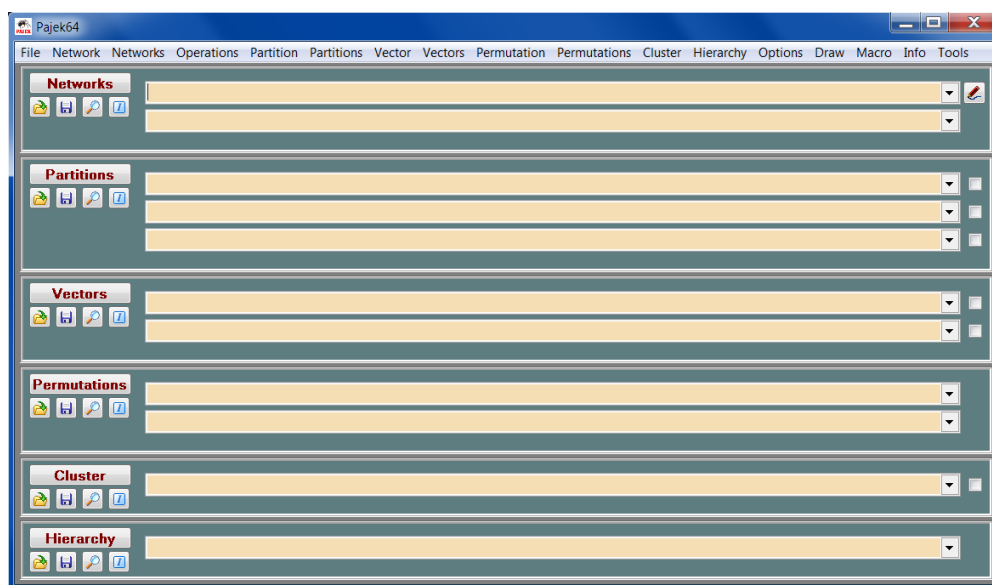 Pajek64
File Network Networks Operations Partition Partitions Vector Vectors Permutation Permutations Cluster Hierarchy Options Draw Macro Info Tools
Networks
Partitions
Vectors
Permutations
Cluster
Hierarchy